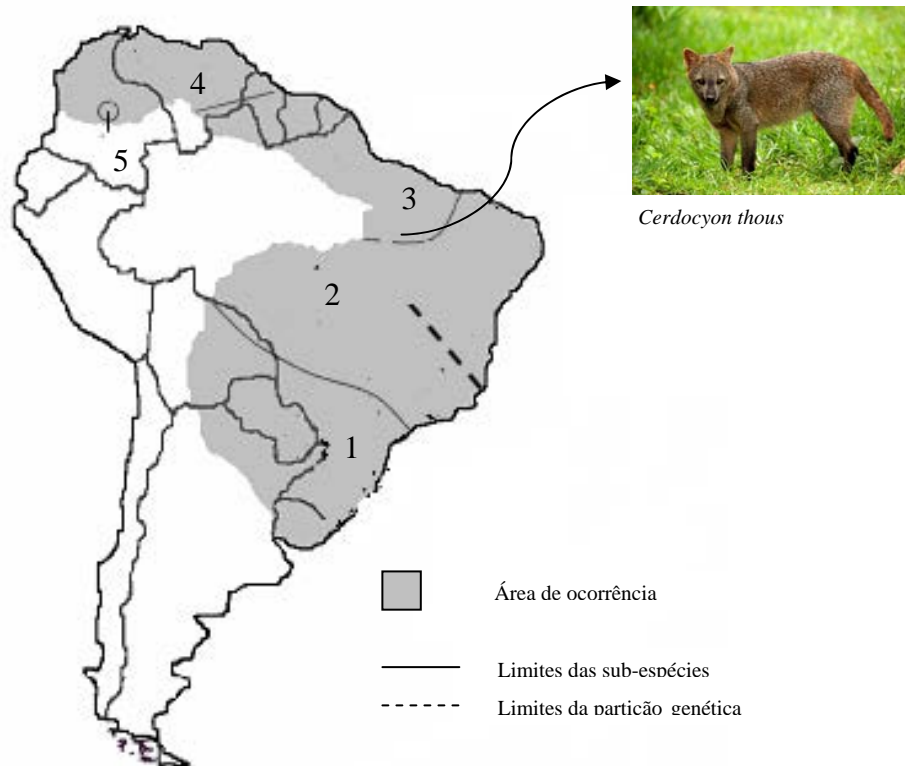 4
5
3
Cerdocyon thous
2
1
Área de ocorrência
Limites das sub-espécies
Limites da partição genética